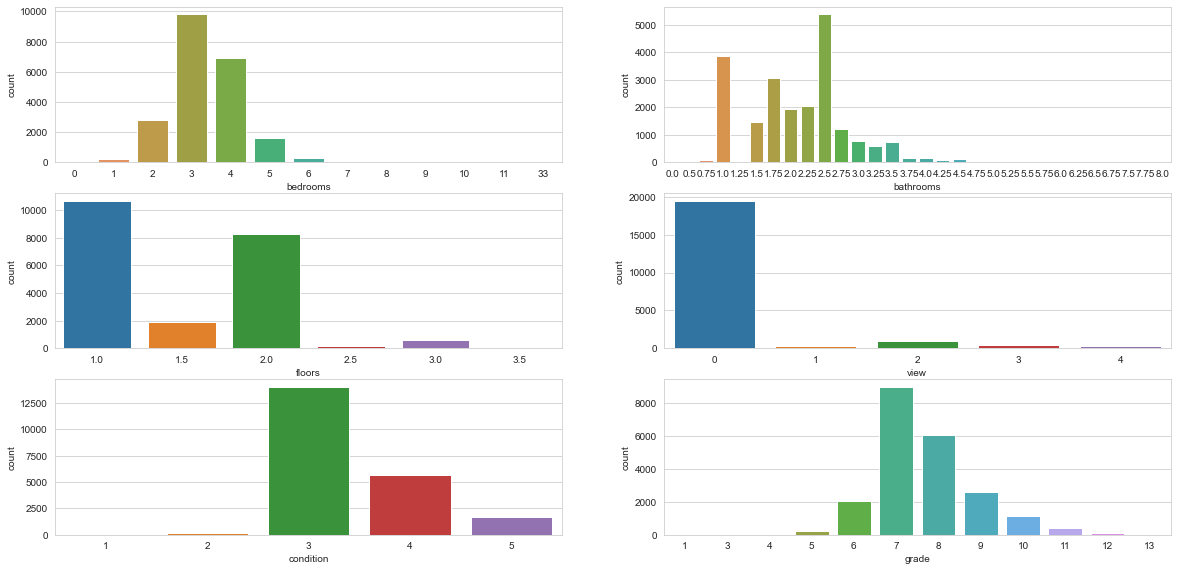 10000
8000
6000
4000
2000
0
count
0 1 2 3 4 5 6 7 8 9 10 11 33
bedrooms
5000
4000
3000
2000
1000
0
count
0.0 0.5 0.75 1.0 1.25 1.5 1.75 2.0 2.25 2.5 2.75 3.0 3.25 3.5 3.75 4.0 4.25 4.5 4.75 5.0 5.25 5.5 5.75 6.0 6.25 6.5 6.75 7.5 7.75 8.0
bathrooms
10000
8000
6000
4000
2000
0
count
1.0 1.5 2.0 2.5 3.0 3.5
floors
20000
15000
10000
5000
0
count
0 1 2 3 4
view
12500
10000
7500
5000
2500
0
count
1 2 3 4 5
condition
8000
6000
4000
2000
0
count
1 3 4 5 6 7 8 9 10 11 12 13
grade